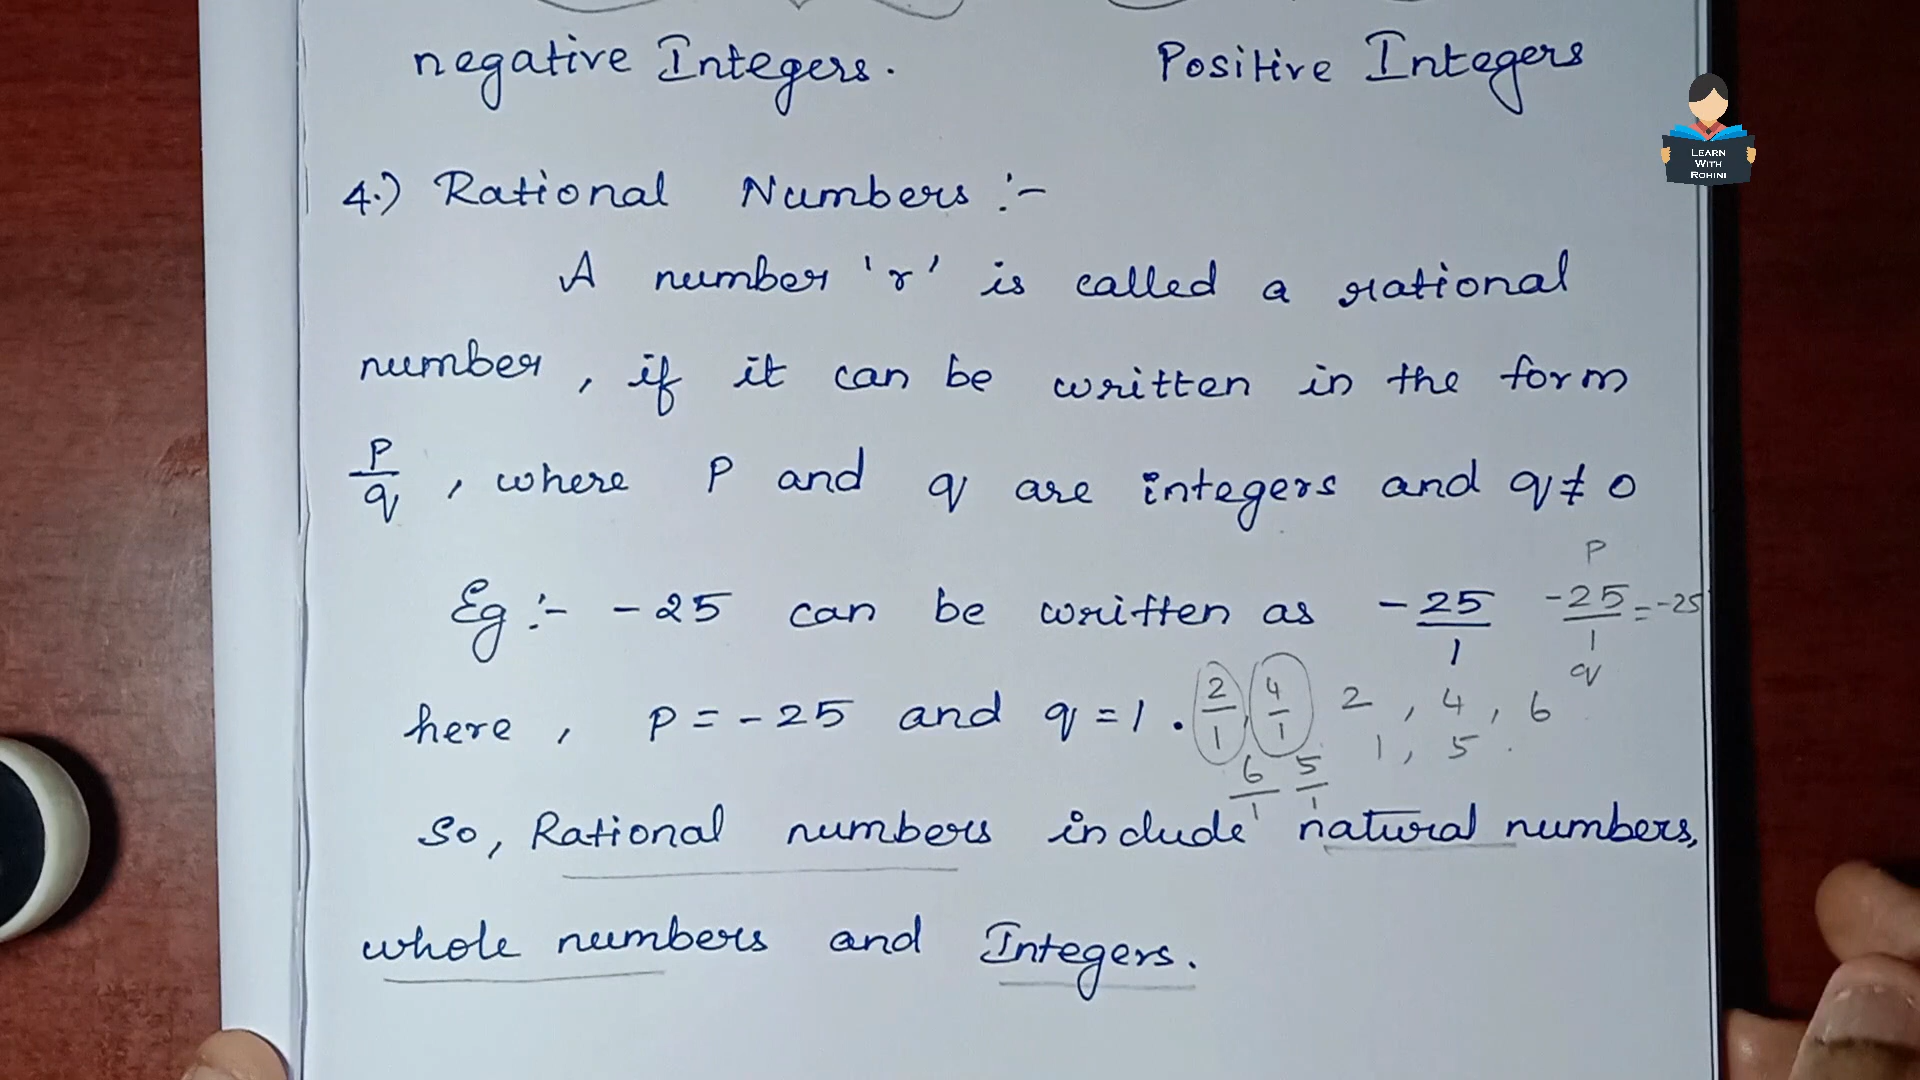 negative Integers. Positive Integers
LEARN
WITH
ROHINI
4.) Rational Numbers :-
A number 'r' is called a rational
number, if it can be written in the form
p/q, where P and q are integers and q ≠ 0
Eg :- -25 can be written as -25/1 p -25/1 = -25 q
here, p = -25 and q = 1. 2/1, 4/1 2, 4, 6
6/1 5/1 1, 5.
So, Rational numbers include natural numbers,
whole numbers and Integers.